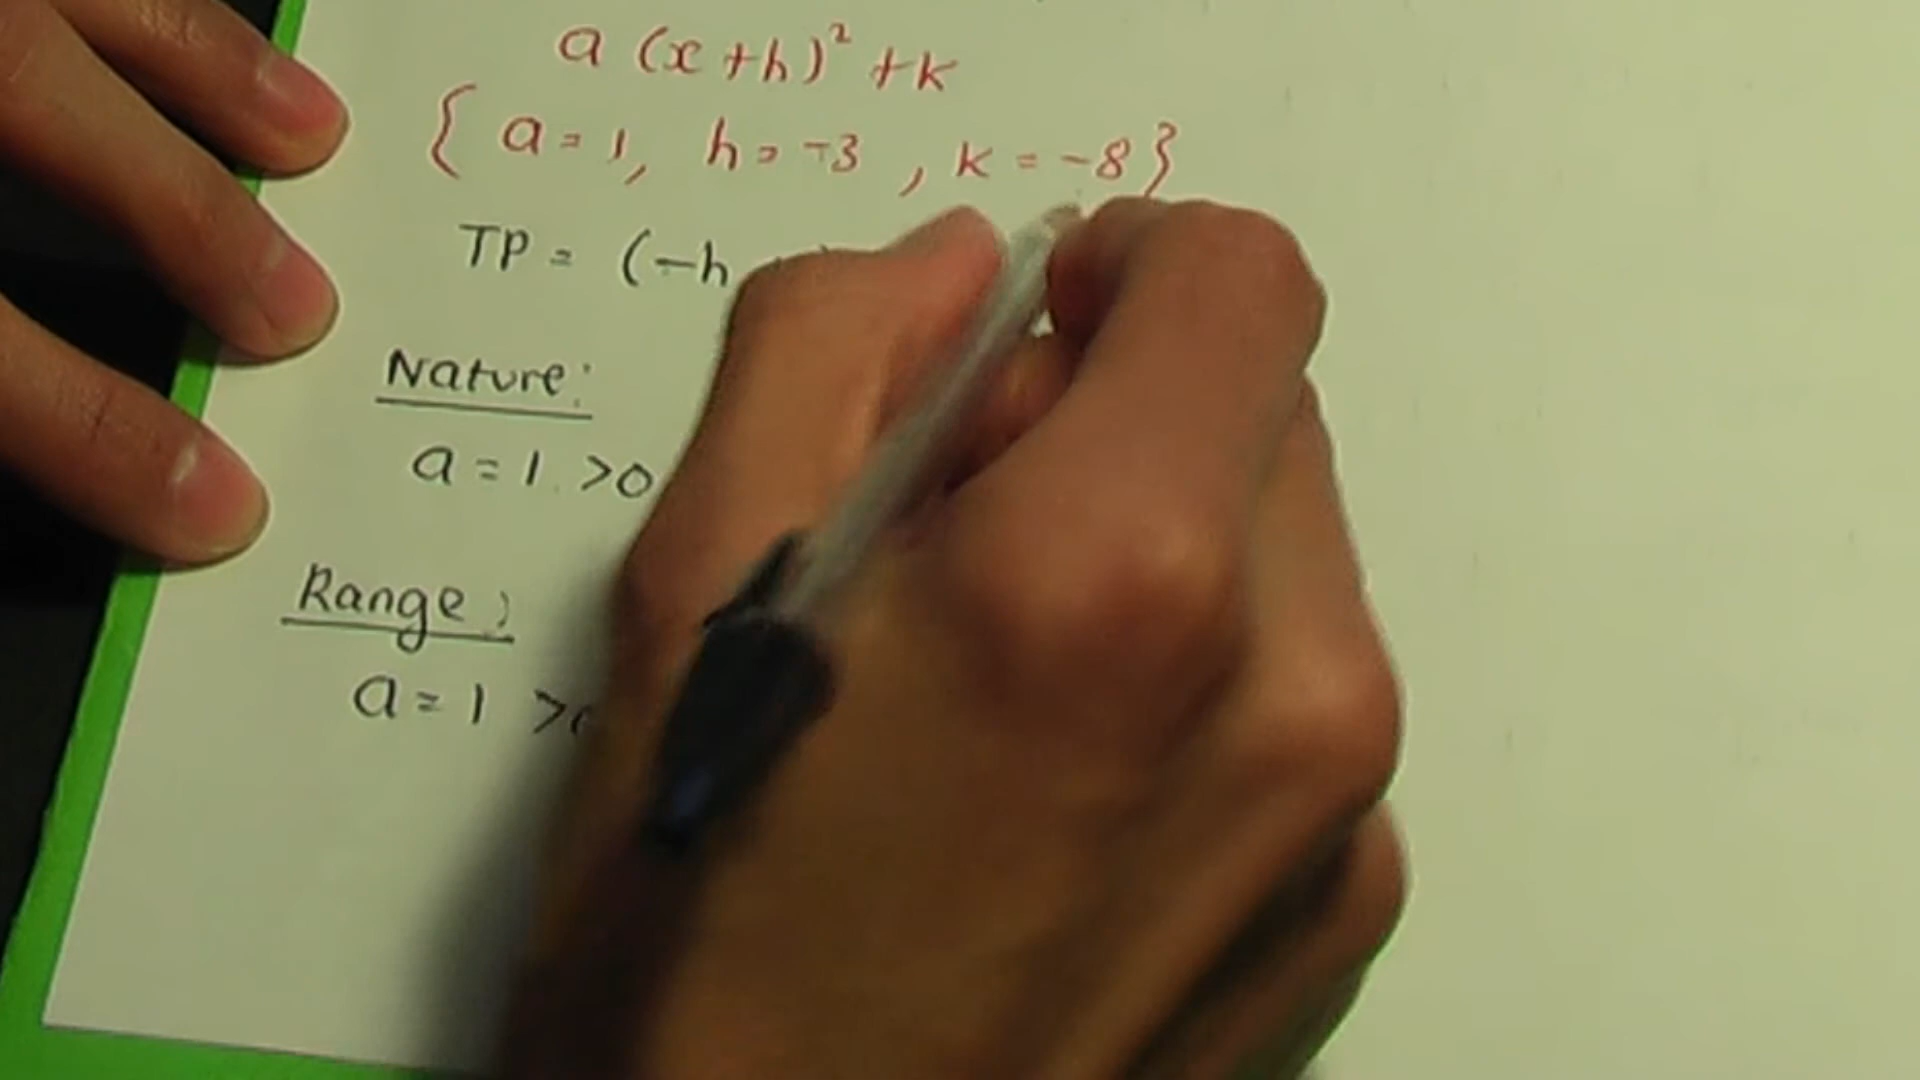 a (x+h)² +k
{ a=1, h=-3, k=-8}
TP = (-h
Nature:
a = 1 >0
Range:
a = 1 >